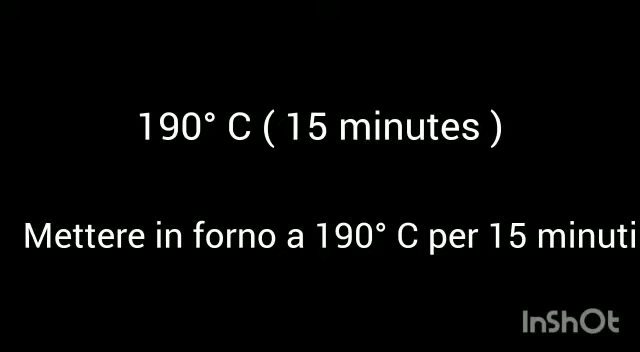 190° C ( 15 minutes )
Mettere in forno a 190° C per 15 minuti
InShOt